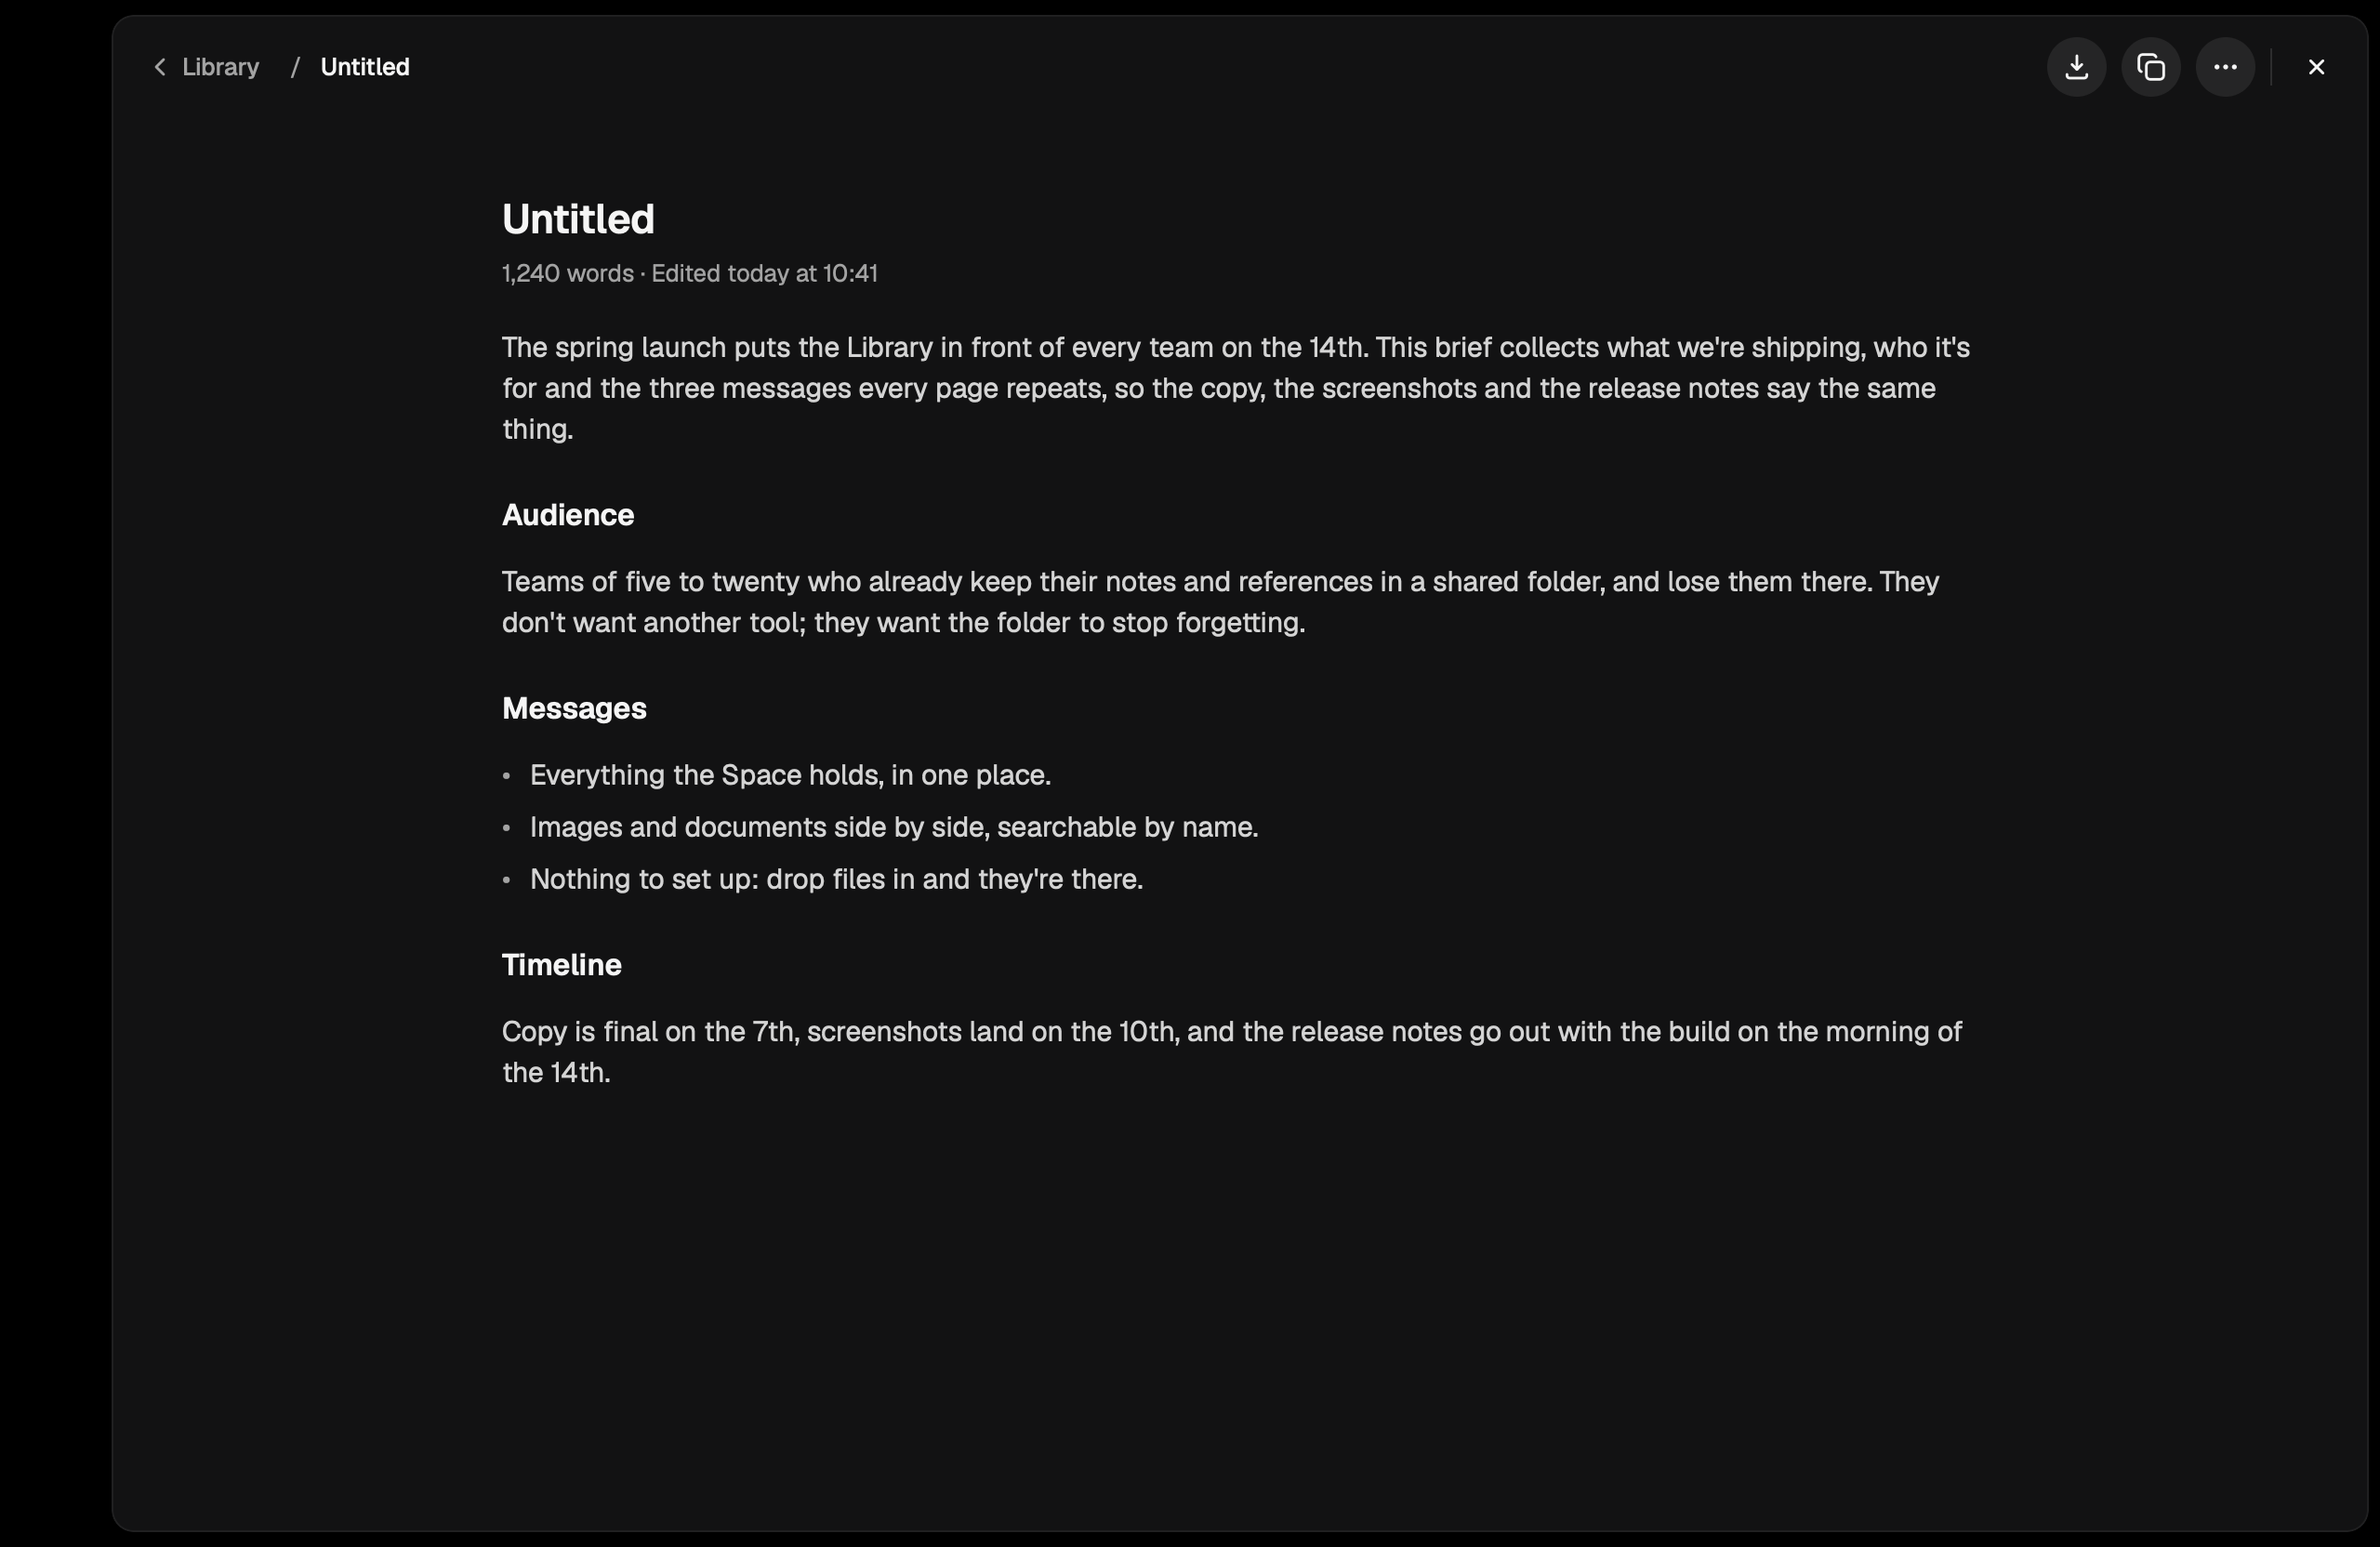 Library / Untitled
Untitled
1,240 words · Edited today at 10:41
The spring launch puts the Library in front of every team on the 14th. This brief collects what we're shipping, who it's
for and the three messages every page repeats, so the copy, the screenshots and the release notes say the same
thing.
Audience
Teams of five to twenty who already keep their notes and references in a shared folder, and lose them there. They
don't want another tool; they want the folder to stop forgetting.
Messages
• Everything the Space holds, in one place.
• Images and documents side by side, searchable by name.
• Nothing to set up: drop files in and they're there.
Timeline
Copy is final on the 7th, screenshots land on the 10th, and the release notes go out with the build on the morning of
the 14th.